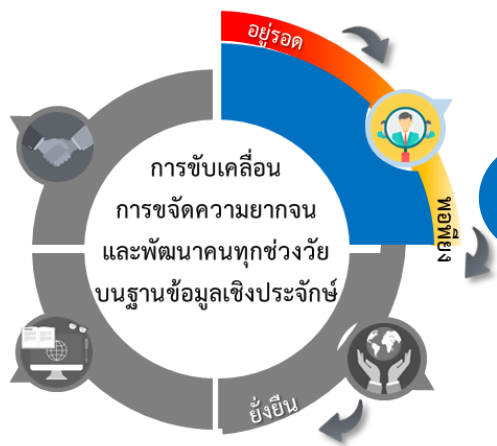 อยู่รอด
การขับเคลื่อน
การขจัดความยากจน
และพัฒนาคนทุกช่วงวัย
บนฐานข้อมูลเชิงประจักษ์
พอเพียง
ยั่งยืน